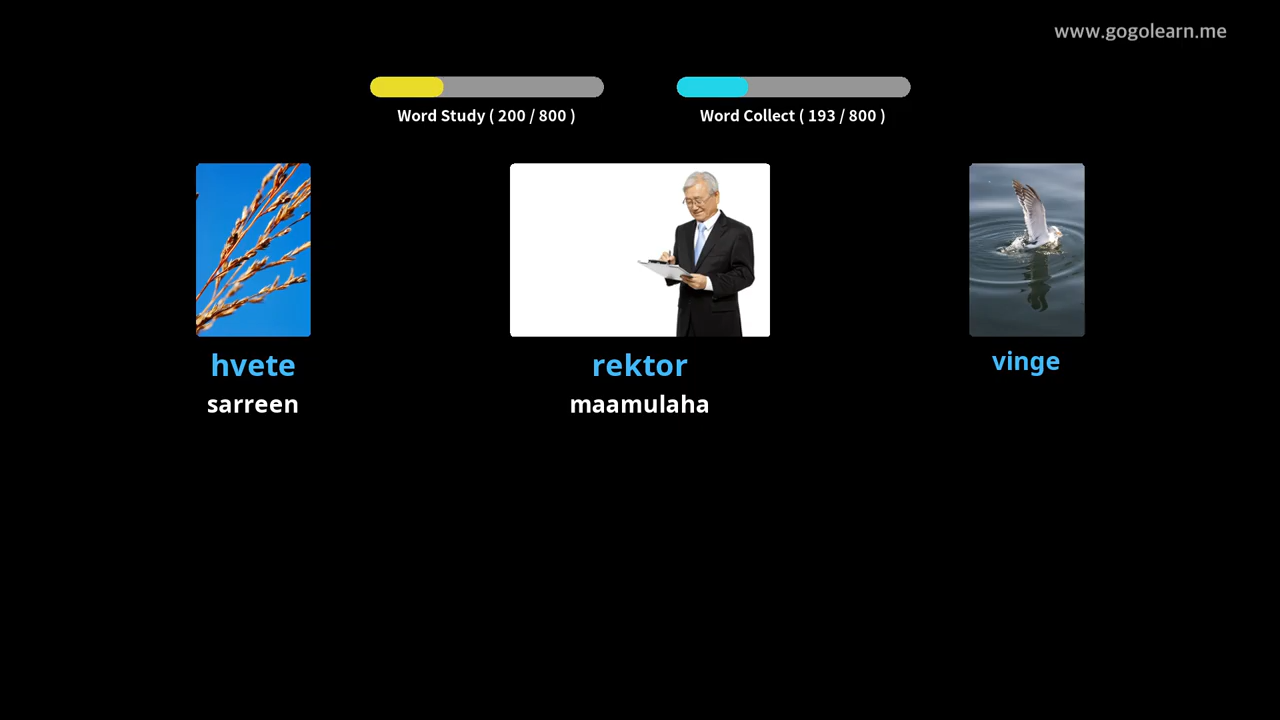 www.gogolearn.me
Word Study ( 200 / 800 )
Word Collect ( 193 / 800 )
hvete
sarreen
rektor
maamulaha
vinge